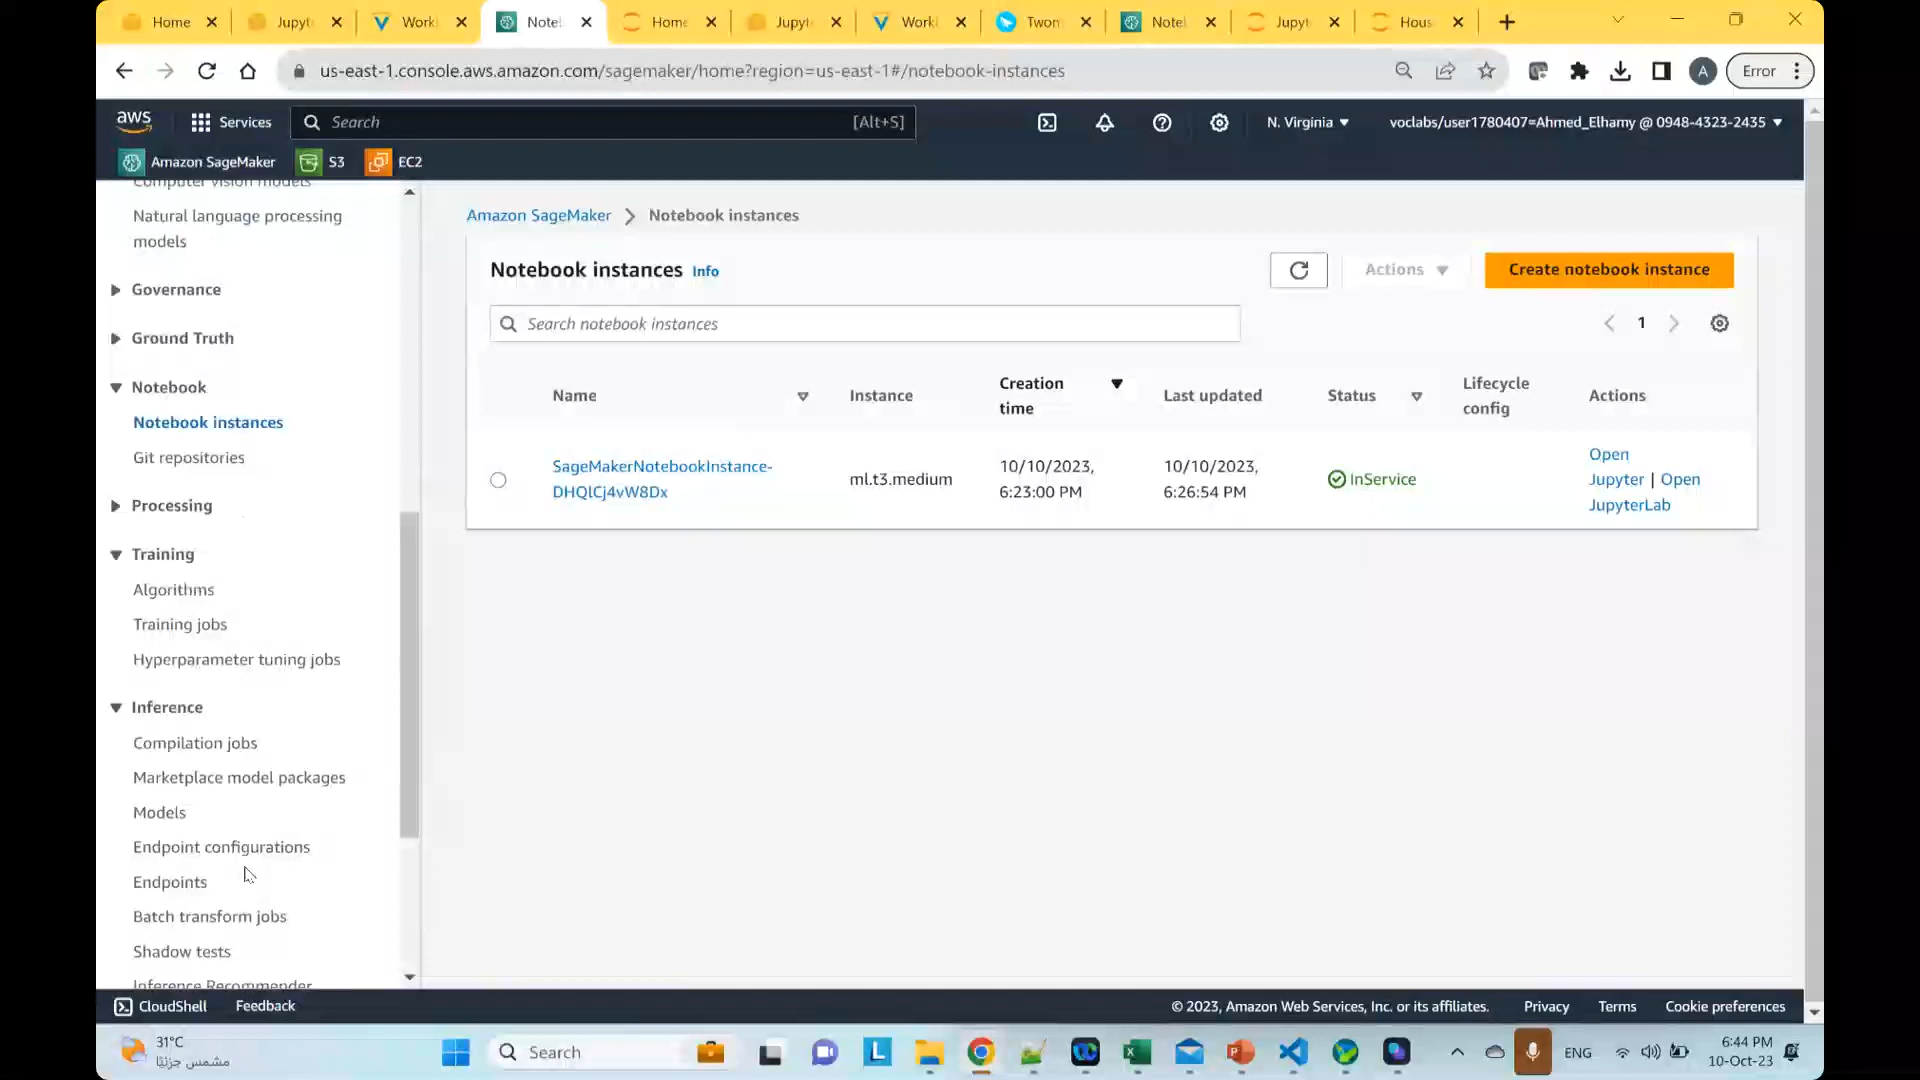 Home
Jupyt
Work
Note
Home
Jupyt
Work
Twom
Note
Jupyt
Hous
us-east-1.console.aws.amazon.com/sagemaker/home?region=us-east-1#/notebook-instances
A
Error
aws
Services
Search
[Alt+S]
N. Virginia
voclabs/user1780407=Ahmed_Elhamy @ 0948-4323-2435
Amazon SageMaker
S3
EC2
Computer vision models
Natural language processing
models
Governance
Ground Truth
Notebook
Notebook instances
Git repositories
Processing
Training
Algorithms
Training jobs
Hyperparameter tuning jobs
Inference
Compilation jobs
Marketplace model packages
Models
Endpoint configurations
Endpoints
Batch transform jobs
Shadow tests
Inference Recommender
Amazon SageMaker
Notebook instances
Notebook instances Info
Actions
Create notebook instance
Search notebook instances
1
Name
Instance
Creation
time
Last updated
Status
Lifecycle
config
Actions
SageMakerNotebookInstance-
DHQlCj4vW8Dx
ml.t3.medium
10/10/2023,
6:23:00 PM
10/10/2023,
6:26:54 PM
InService
Open
Jupyter | Open
JupyterLab
CloudShell
Feedback
© 2023, Amazon Web Services, Inc. or its affiliates.
Privacy
Terms
Cookie preferences
31°C
مشمس جزئيًا
Search
L
ENG
6:44 PM
10-Oct-23